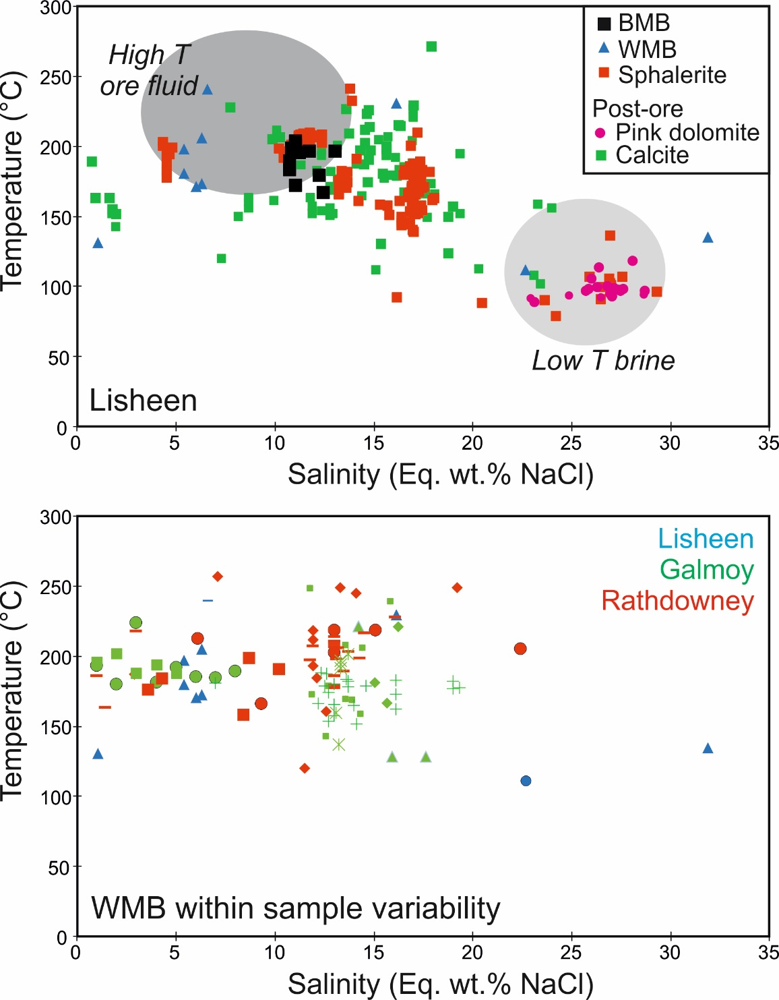 300
250
200
150
100
50
0
Temperature (°C)
High T
ore fluid
BMB
WMB
Sphalerite
Post-ore
Pink dolomite
Calcite
Low T brine
Lisheen
0 5 10 15 20 25 30 35
Salinity (Eq. wt.% NaCl)
300
250
200
150
100
50
0
Temperature (°C)
Lisheen
Galmoy
Rathdowney
WMB within sample variability
0 5 10 15 20 25 30 35
Salinity (Eq. wt.% NaCl)